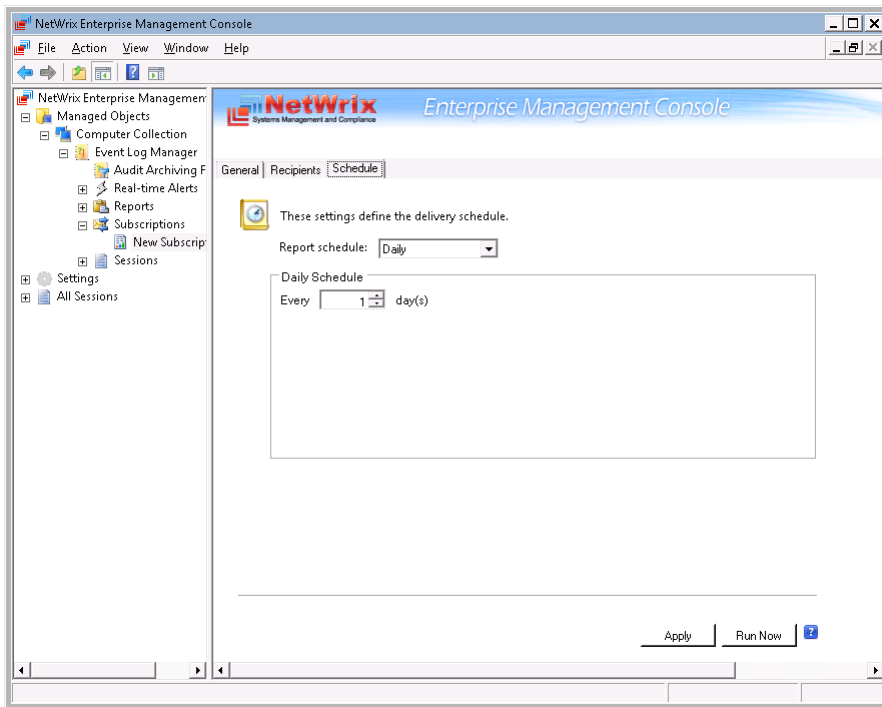 NetWrix Enterprise Management Console
File Action View Window Help
NetWrix Enterprise Managemen
Managed Objects
Computer Collection
Event Log Manager
Audit Archiving F
Real-time Alerts
Reports
Subscriptions
New Subscrip
Sessions
Settings
All Sessions
NetWrix
Systems Management and Compliance
Enterprise Management Console
General Recipients Schedule
These settings define the delivery schedule.
Report schedule: Daily
Daily Schedule
Every 1 day(s)
Apply Run Now